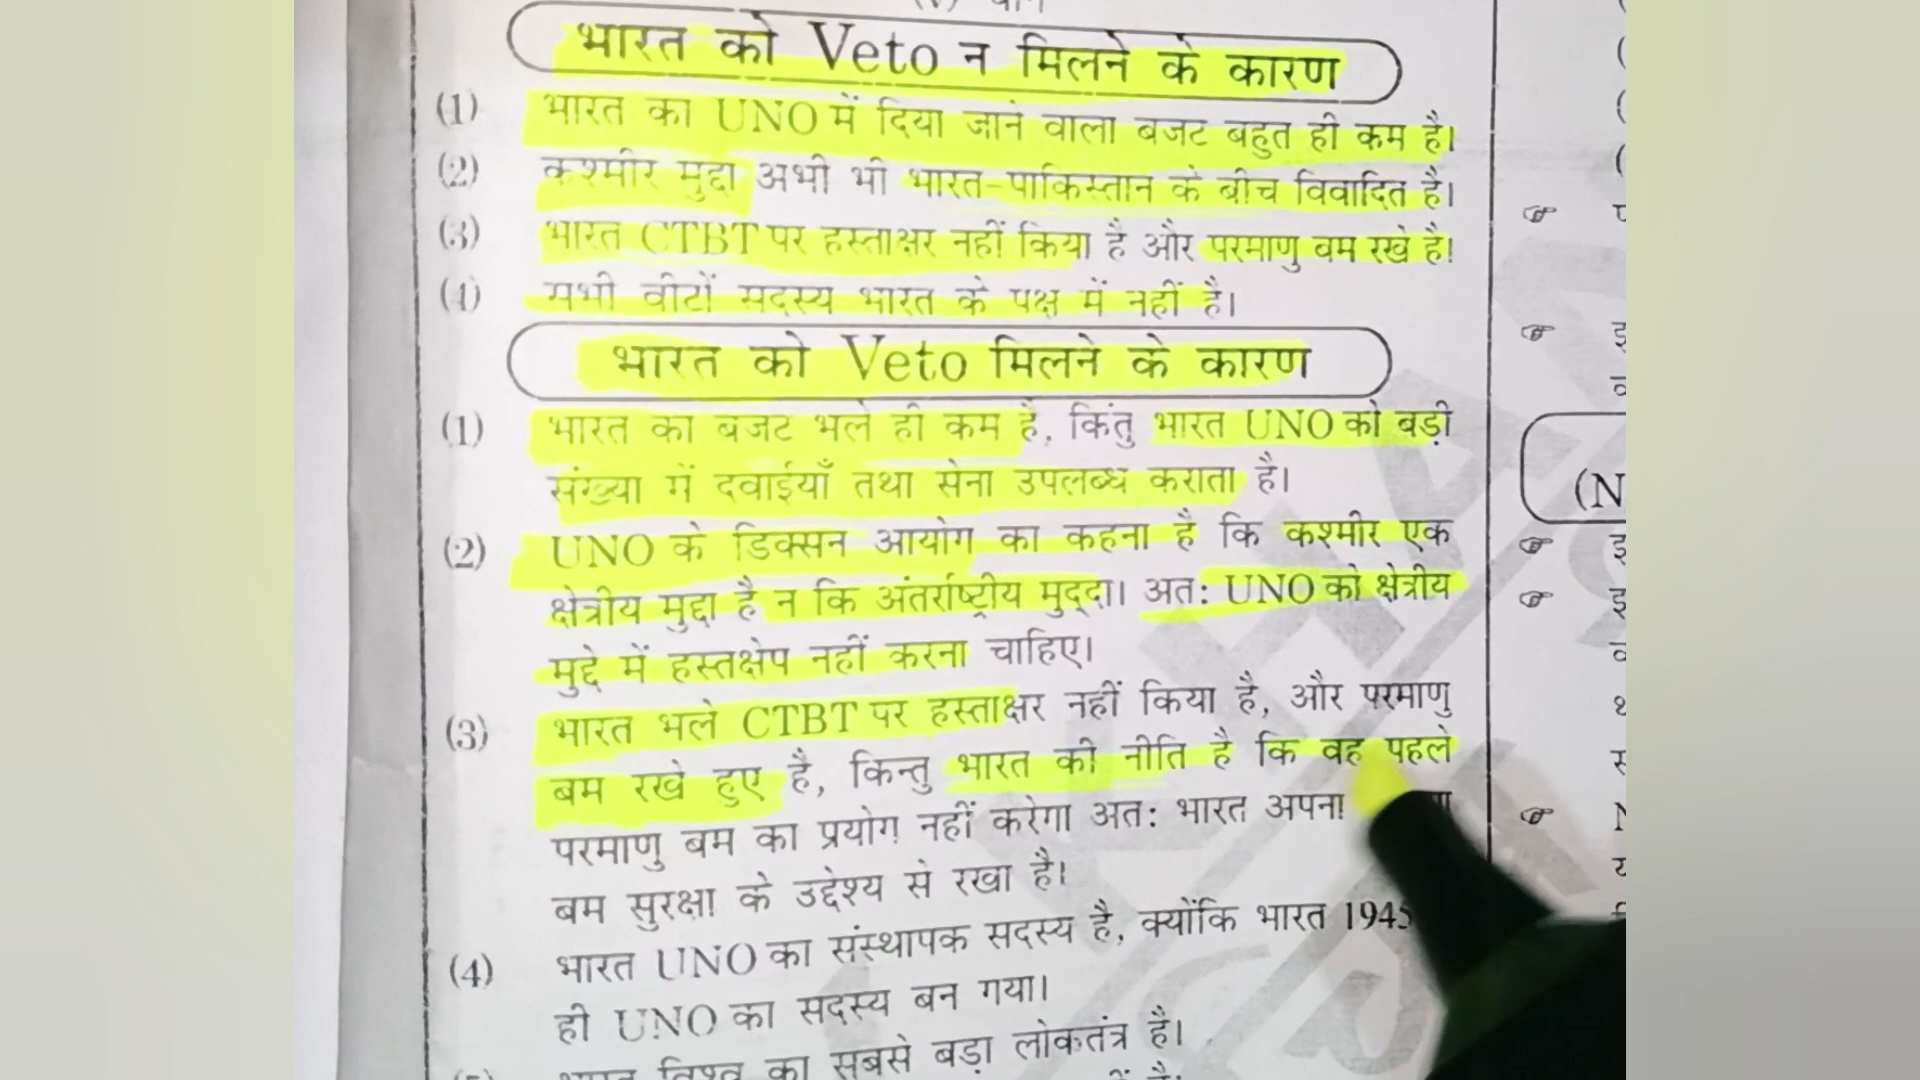 भारत को Veto न मिलने के कारण
(1) भारत का UNO में दिया जाने वाला बजट बहुत ही कम है।
(2) कश्मीर मुद्दा अभी भी भारत-पाकिस्तान के बीच विवादित है।
(3) भारत CTBT पर हस्ताक्षर नहीं किया है और परमाणु बम रखे है।
(4) सभी वीटों सदस्य भारत के पक्ष में नहीं है।
भारत को Veto मिलने के कारण
(1) भारत का बजट भले ही कम है, किंतु भारत UNO को बड़ी
संख्या में दवाईयाँ तथा सेना उपलब्ध कराता है।
(2) UNO के डिक्सन आयोग का कहना है कि कश्मीर एक
क्षेत्रीय मुद्दा है न कि अंतर्राष्ट्रीय मुद्दा। अत: UNO को क्षेत्रीय
मुद्दे में हस्तक्षेप नहीं करना चाहिए।
(3) भारत भले CTBT पर हस्ताक्षर नहीं किया है, और परमाणु
बम रखे हुए है, किन्तु भारत की नीति है कि वह पहले
परमाणु बम का प्रयोग नहीं करेगा अत: भारत अपना
बम सुरक्षा के उद्देश्य से रखा है।
(4) भारत UNO का संस्थापक सदस्य है, क्योंकि भारत 1945
ही UNO का सदस्य बन गया।
विश्व का सबसे बड़ा लोकतंत्र है।
(N